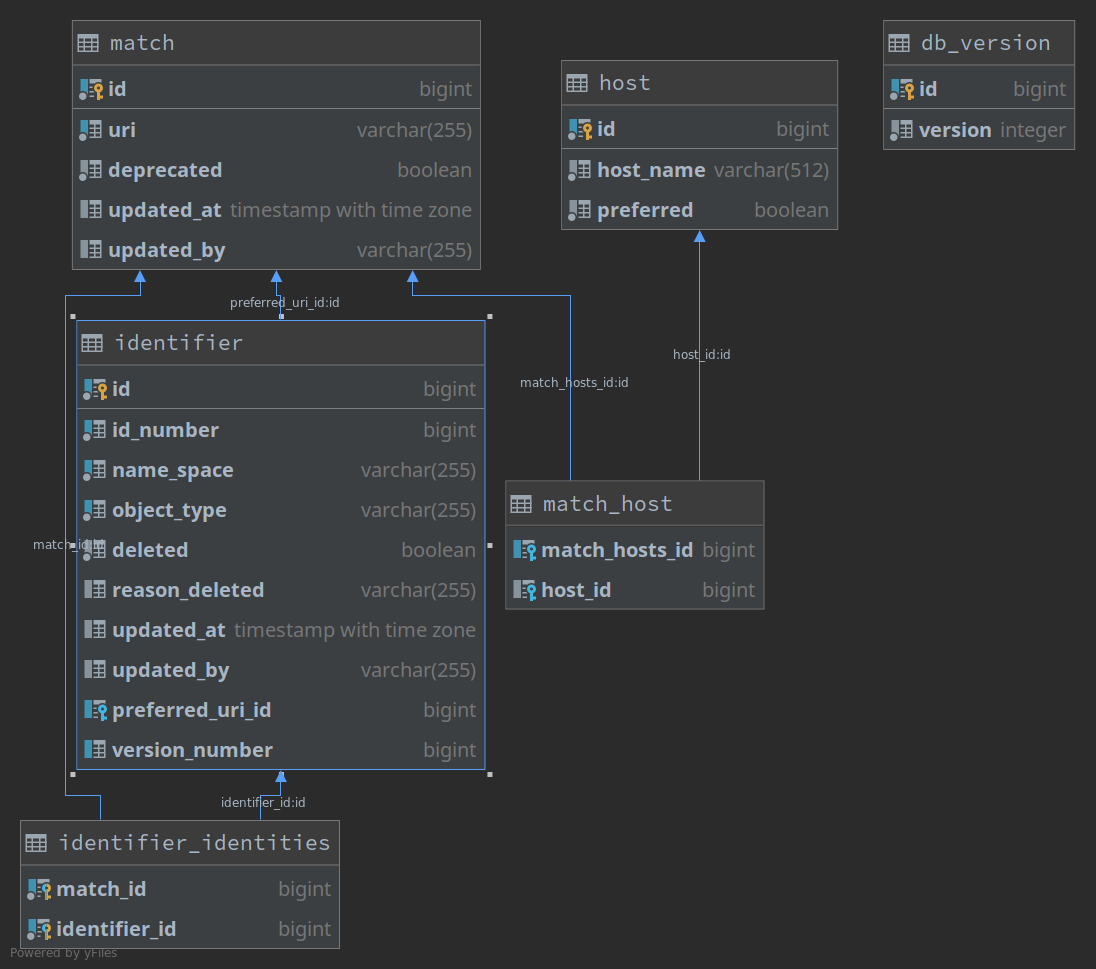 match
id bigint
uri varchar(255)
deprecated boolean
updated_at timestamp with time zone
updated_by varchar(255)
host
id bigint
host_name varchar(512)
preferred boolean
db_version
id bigint
version integer
preferred_uri_id:id
identifier
id bigint
id_number bigint
name_space varchar(255)
object_type varchar(255)
deleted boolean
reason_deleted varchar(255)
updated_at timestamp with time zone
updated_by varchar(255)
preferred_uri_id bigint
version_number bigint
host_id:id
match_hosts_id:id
match_host
match_hosts_id bigint
host_id bigint
match_id:id
identifier_id:id
identifier_identities
match_id bigint
identifier_id bigint
Powered by yFiles